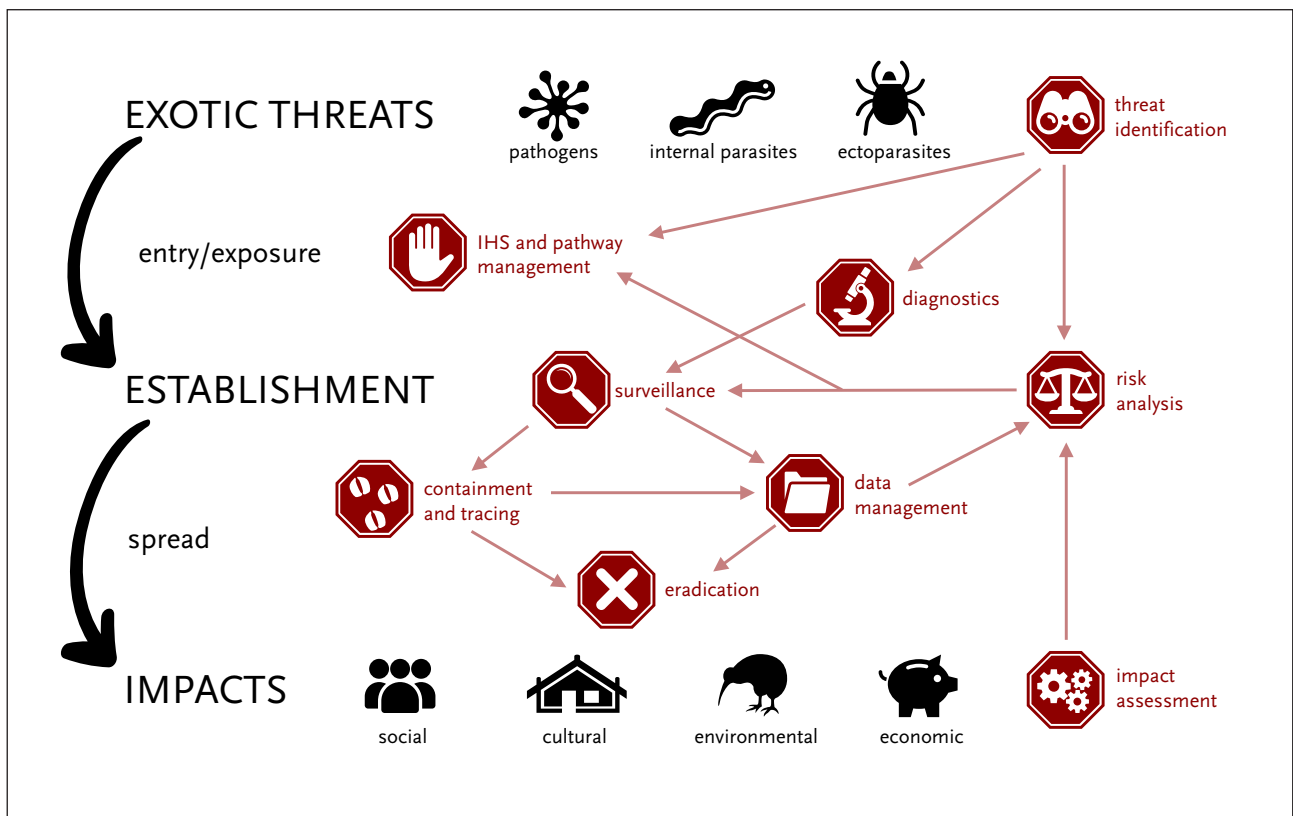 EXOTIC THREATS
pathogens
internal parasites
ectoparasites
threat
identification
entry/exposure
IHS and pathway
management
diagnostics
ESTABLISHMENT
surveillance
risk
analysis
containment
and tracing
data
management
spread
eradication
IMPACTS
social
cultural
environmental
economic
impact
assessment